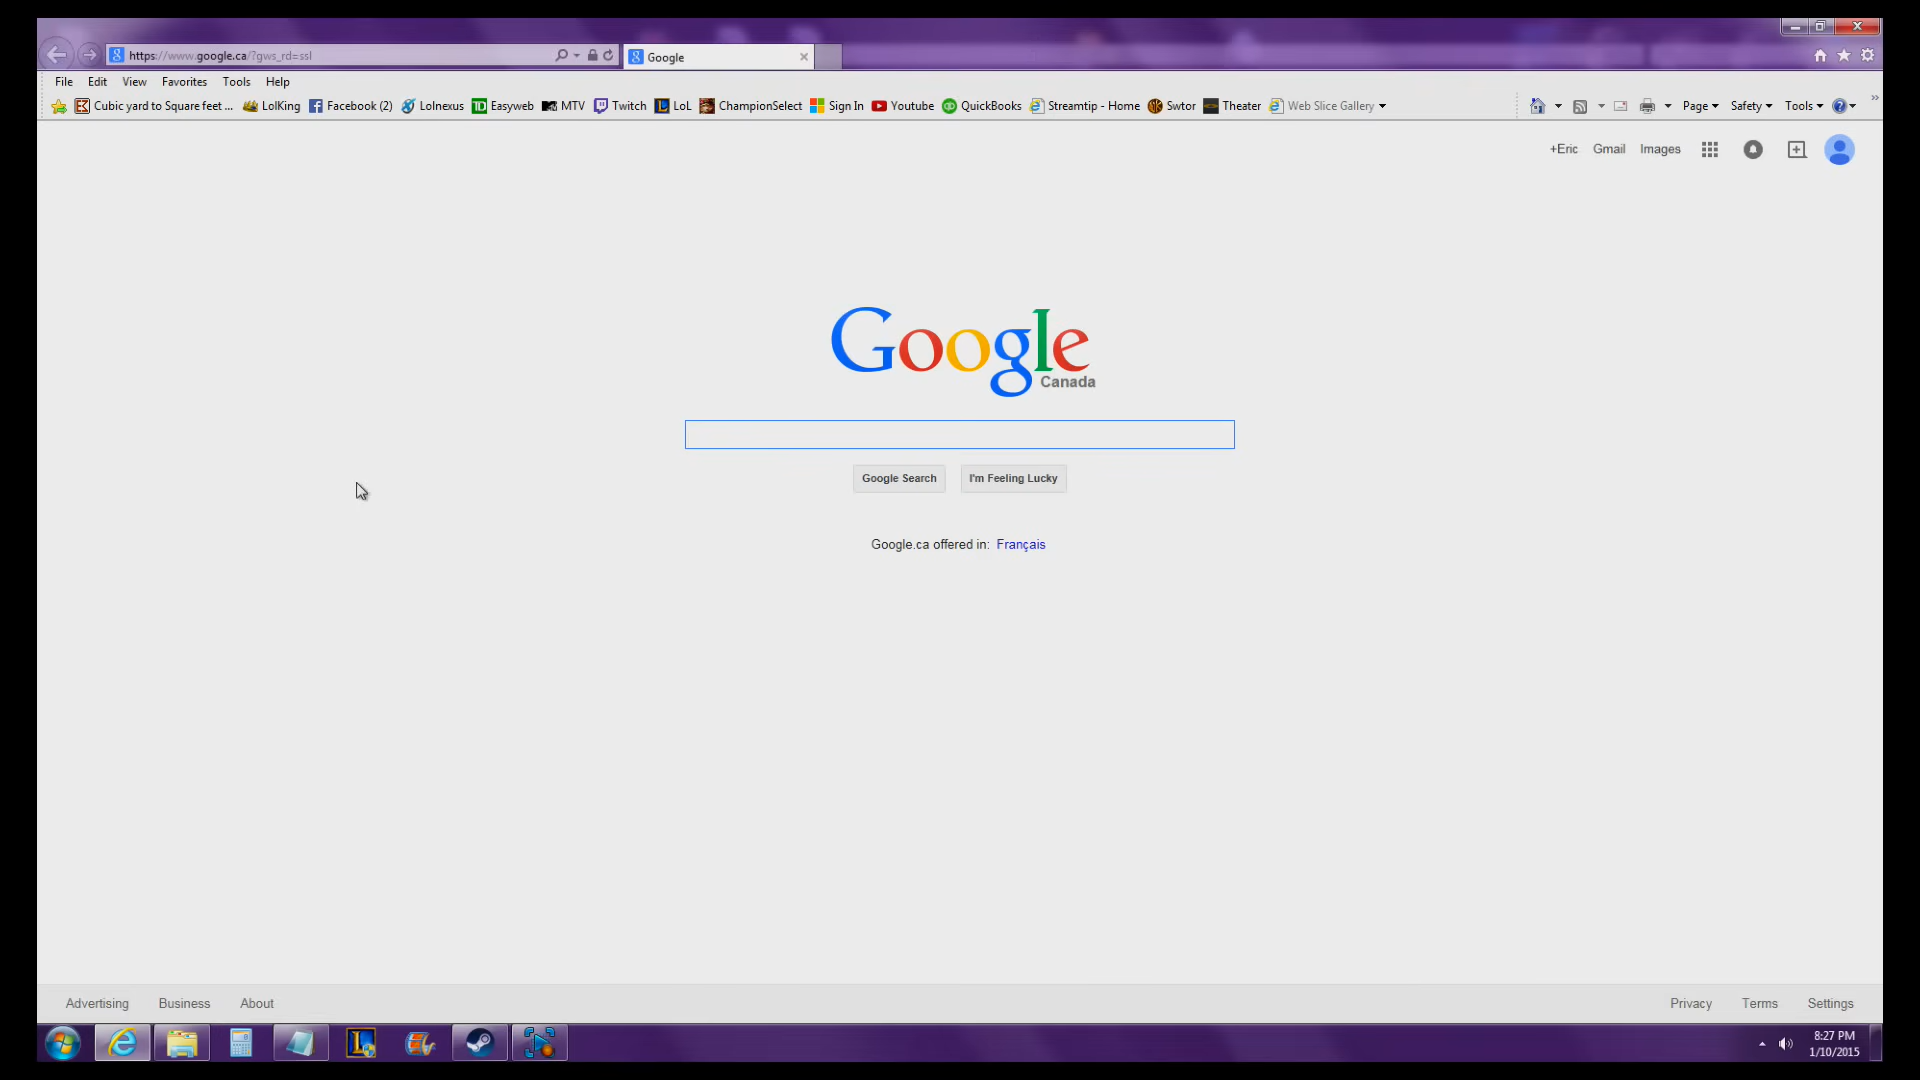 https://www.google.ca/?gws_rd=ssl
Google
File Edit View Favorites Tools Help
Cubic yard to Square feet ... LolKing Facebook (2) Lolnexus Easyweb MTV Twitch LoL ChampionSelect Sign In Youtube QuickBooks Streamtip - Home Swtor Theater Web Slice Gallery Page Safety Tools
+Eric Gmail Images
Google
Canada
Google Search I'm Feeling Lucky
Google.ca offered in: Français
Advertising Business About Privacy Terms Settings
8:27 PM
1/10/2015